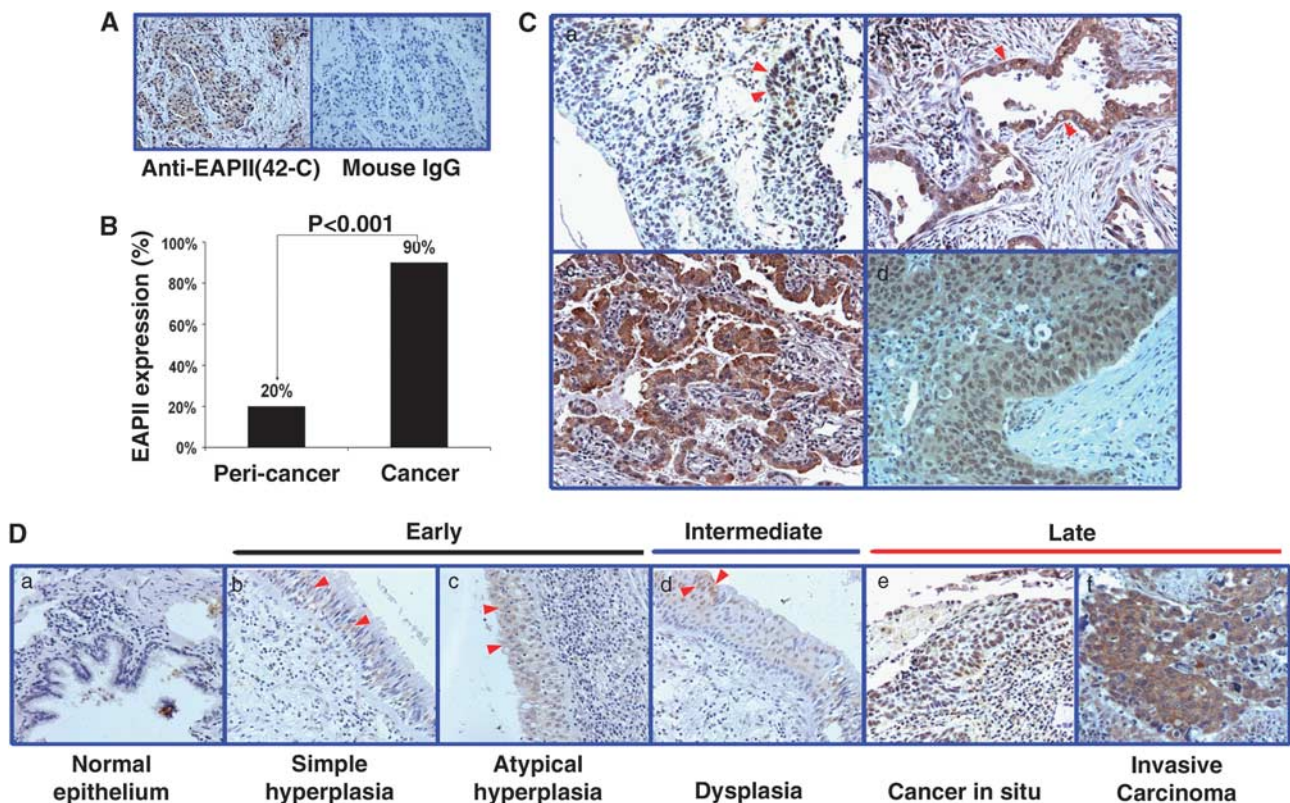 A
Anti-EAPII(42-C) Mouse IgG
B
P<0.001
EAPII expression (%)
100%
80%
60%
40%
20%
0%
20%
90%
Peri-cancer Cancer
C
a
b
c
d
D
Early Intermediate Late
a
b
c
d
e
f
Normal
epithelium
Simple
hyperplasia
Atypical
hyperplasia
Dysplasia
Cancer in situ
Invasive
Carcinoma